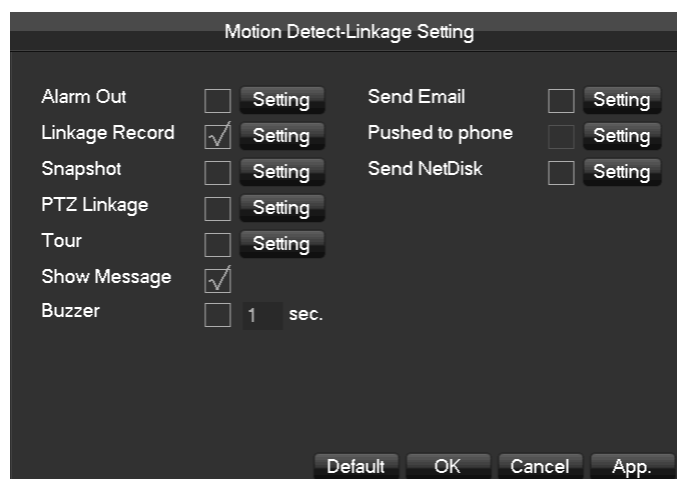 Motion Detect-Linkage Setting
Alarm Out Setting Send Email Setting
Linkage Record Setting Pushed to phone Setting
Snapshot Setting Send NetDisk Setting
PTZ Linkage Setting
Tour Setting
Show Message
Buzzer 1 sec.
Default OK Cancel App.